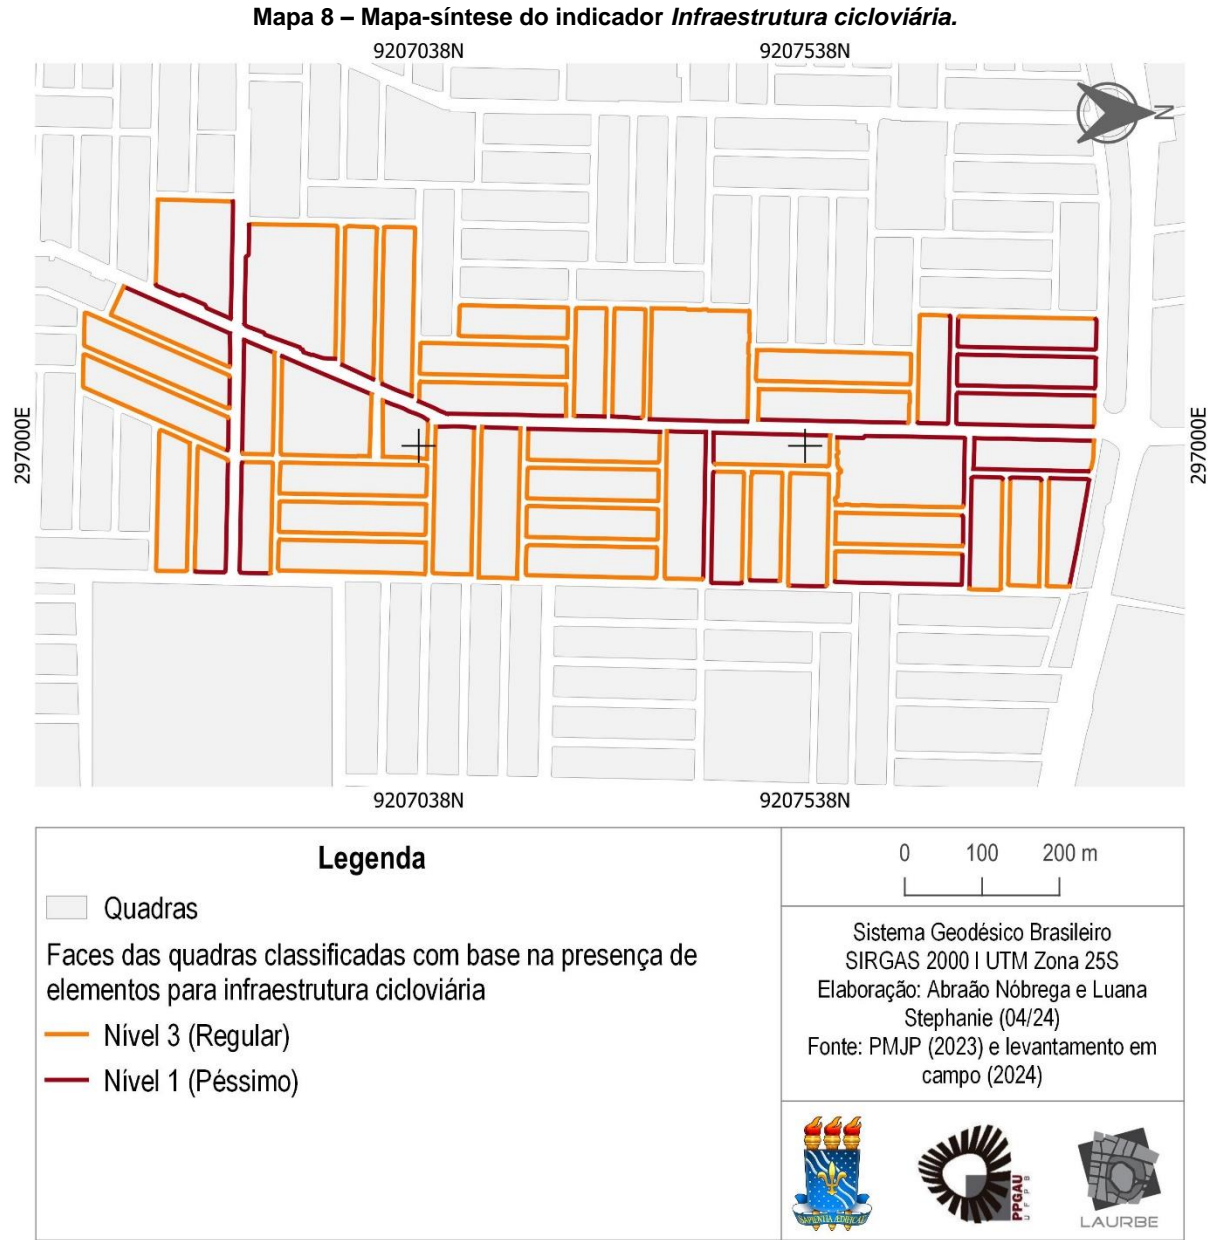 Mapa 8 – Mapa-síntese do indicador Infraestrutura cicloviária.
9207038N 9207538N
N
297000E
297000E
9207038N 9207538N
Legenda
Quadras
Faces das quadras classificadas com base na presença de
elementos para infraestrutura cicloviária
Nível 3 (Regular)
Nível 1 (Péssimo)
0 100 200 m
Sistema Geodésico Brasileiro
SIRGAS 2000 I UTM Zona 25S
Elaboração: Abraão Nóbrega e Luana
Stephanie (04/24)
Fonte: PMJP (2023) e levantamento em
campo (2024)
SAPIENTIA ÆDIFICAT
PPGAU
UFPB
LAURBE